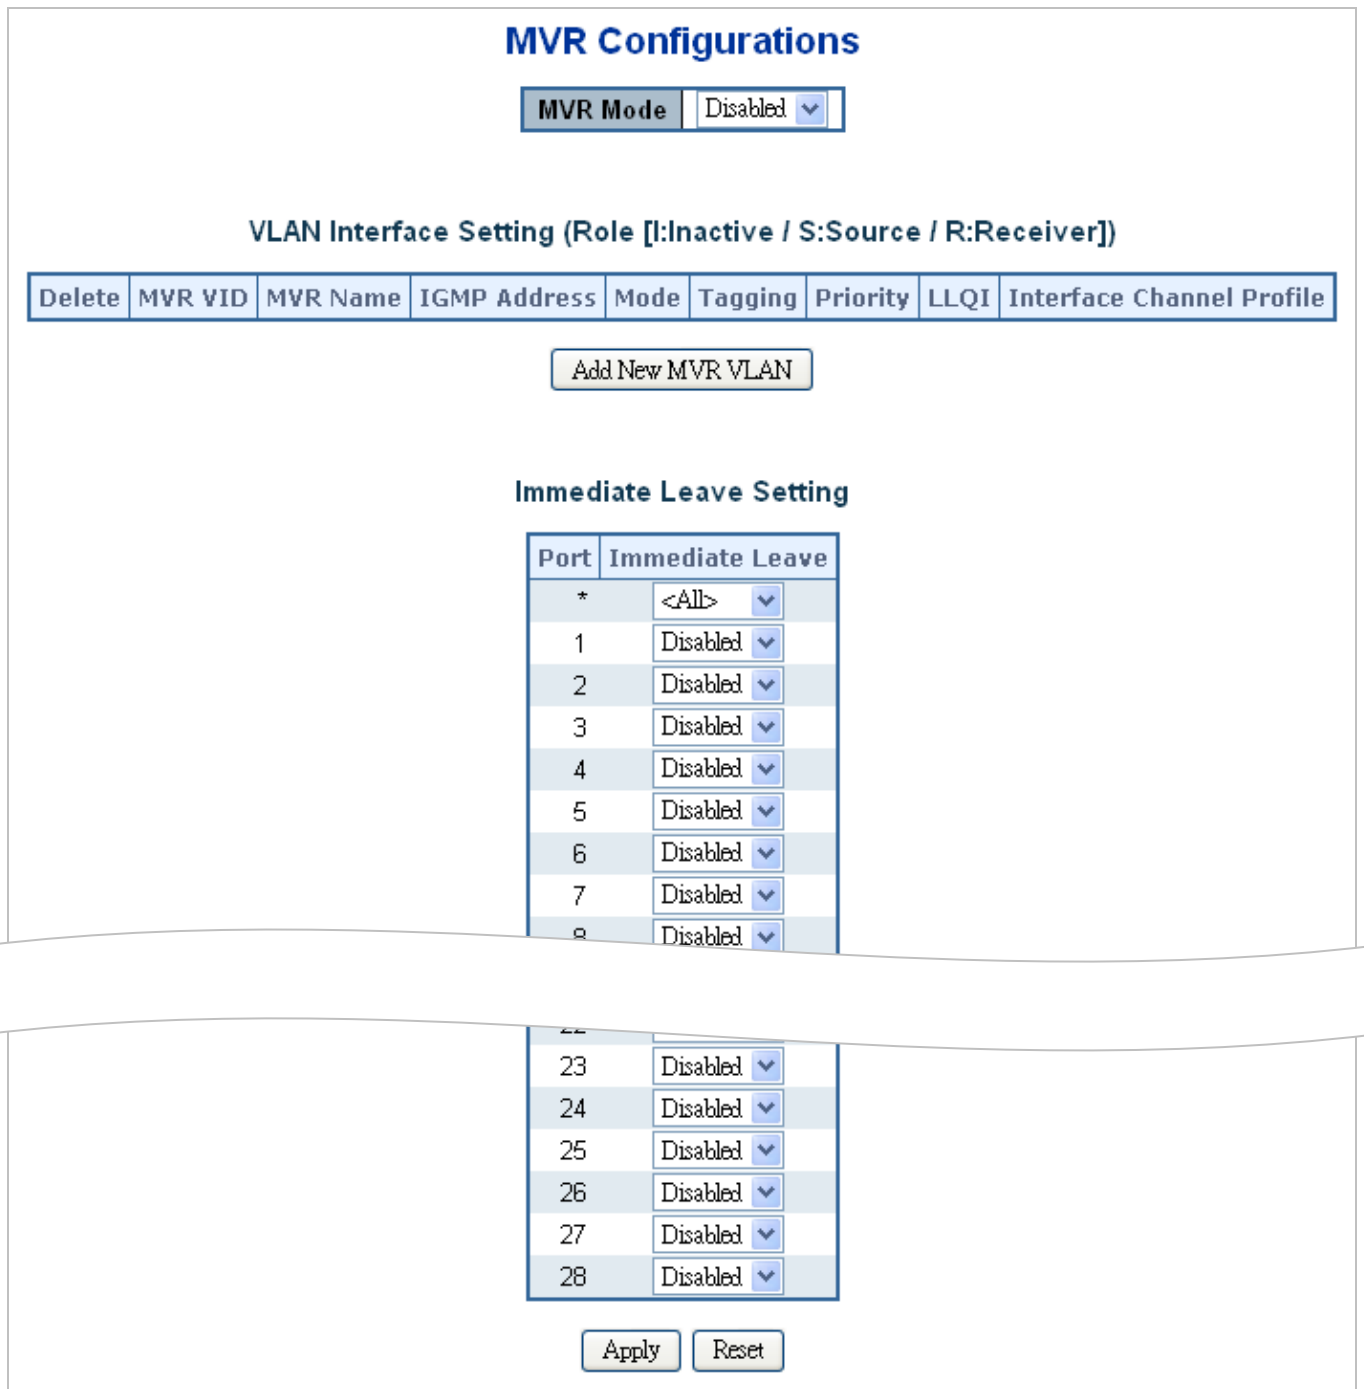 MVR Configurations
MVR Mode Disabled
VLAN Interface Setting (Role [I:Inactive / S:Source / R:Receiver])
Delete MVR VID MVR Name IGMP Address Mode Tagging Priority LLQI Interface Channel Profile
Add New MVR VLAN
Immediate Leave Setting
Port Immediate Leave
* <All>
1 Disabled
2 Disabled
3 Disabled
4 Disabled
5 Disabled
6 Disabled
7 Disabled
8 Disabled
22
23 Disabled
24 Disabled
25 Disabled
26 Disabled
27 Disabled
28 Disabled
Apply Reset